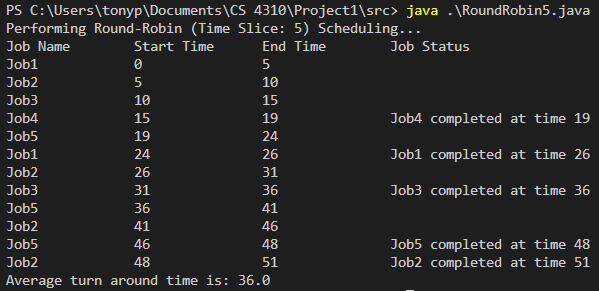 PS C:\Users\tonyp\Documents\CS 4310\Project1\src> java .\RoundRobin5.java
Performing Round-Robin (Time Slice: 5) Scheduling...
Job Name Start Time End Time Job Status
Job1 0 5
Job2 5 10
Job3 10 15
Job4 15 19 Job4 completed at time 19
Job5 19 24
Job1 24 26 Job1 completed at time 26
Job2 26 31
Job3 31 36 Job3 completed at time 36
Job5 36 41
Job2 41 46
Job5 46 48 Job5 completed at time 48
Job2 48 51 Job2 completed at time 51
Average turn around time is: 36.0